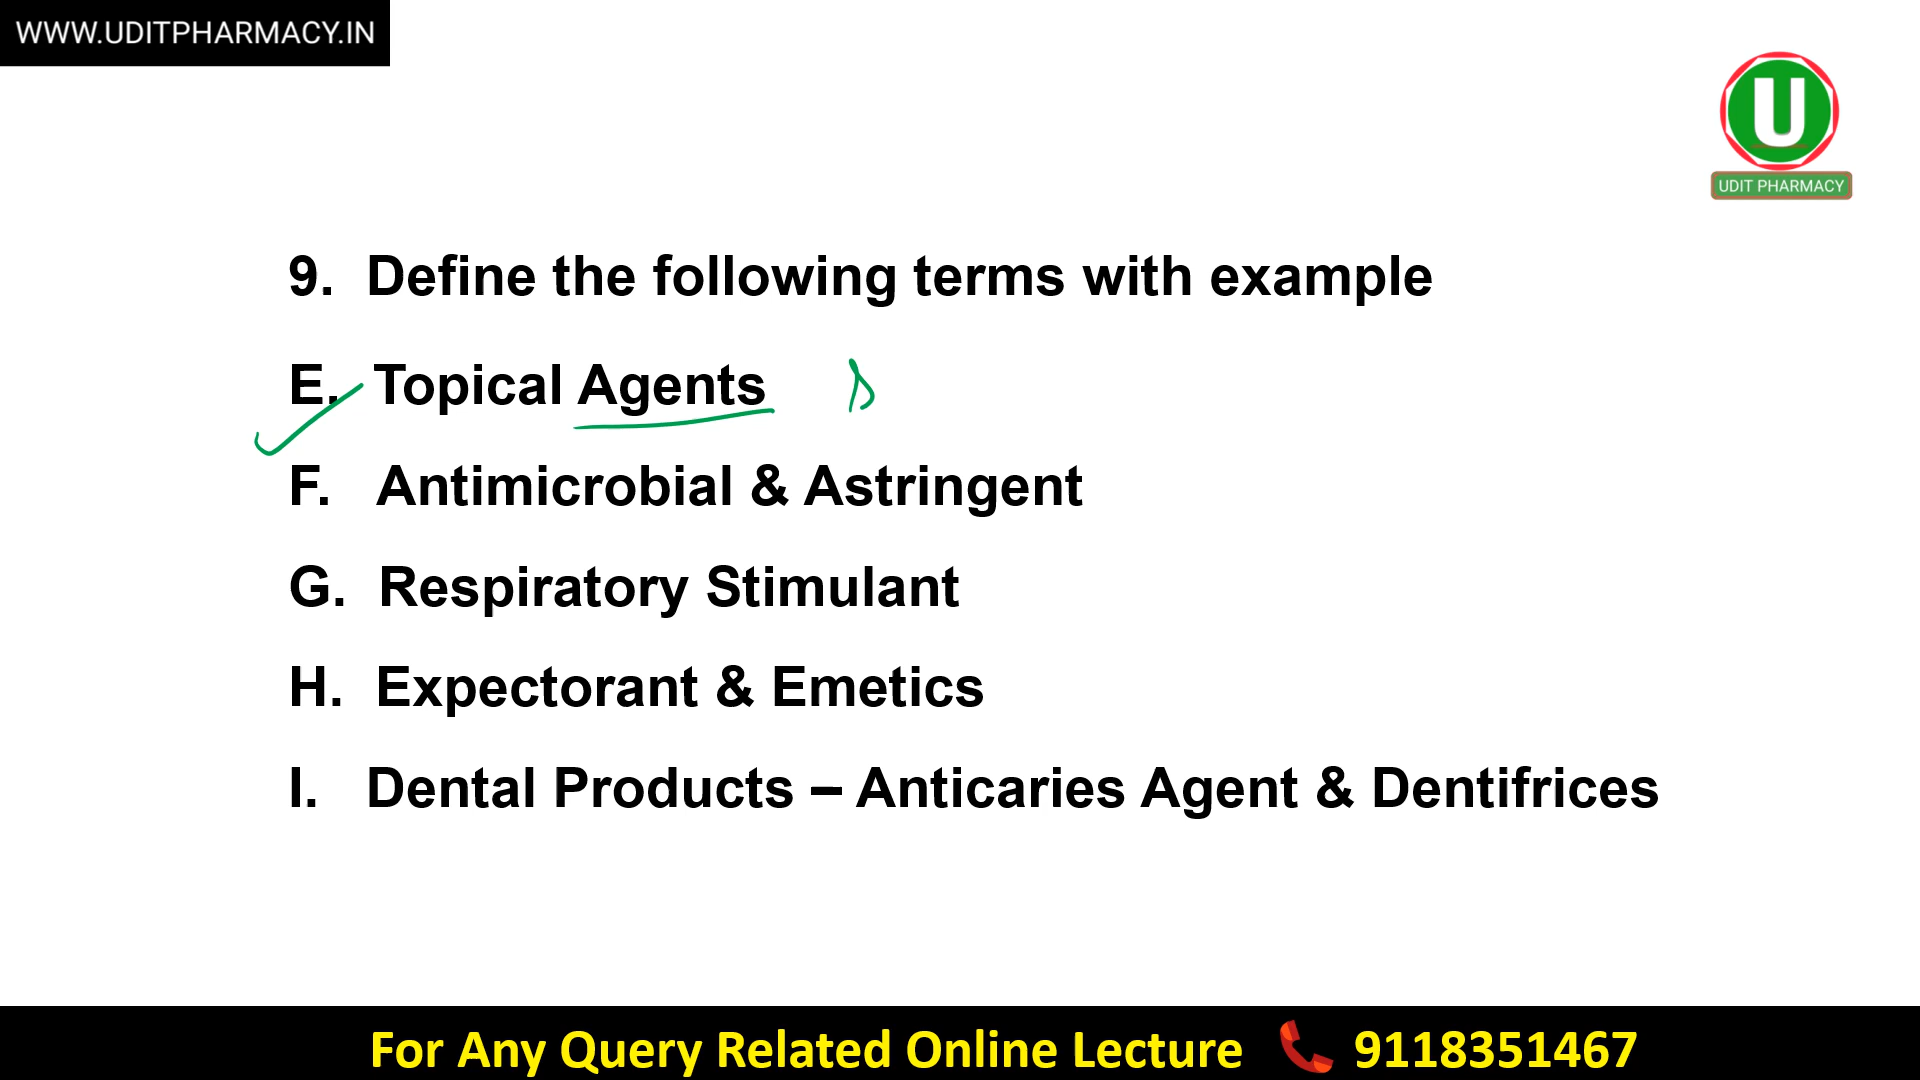 WWW.UDITPHARMACY.IN
U
UDIT PHARMACY
9. Define the following terms with example
E. Topical Agents
F. Antimicrobial & Astringent
G. Respiratory Stimulant
H. Expectorant & Emetics
I. Dental Products – Anticaries Agent & Dentifrices
For Any Query Related Online Lecture 9118351467